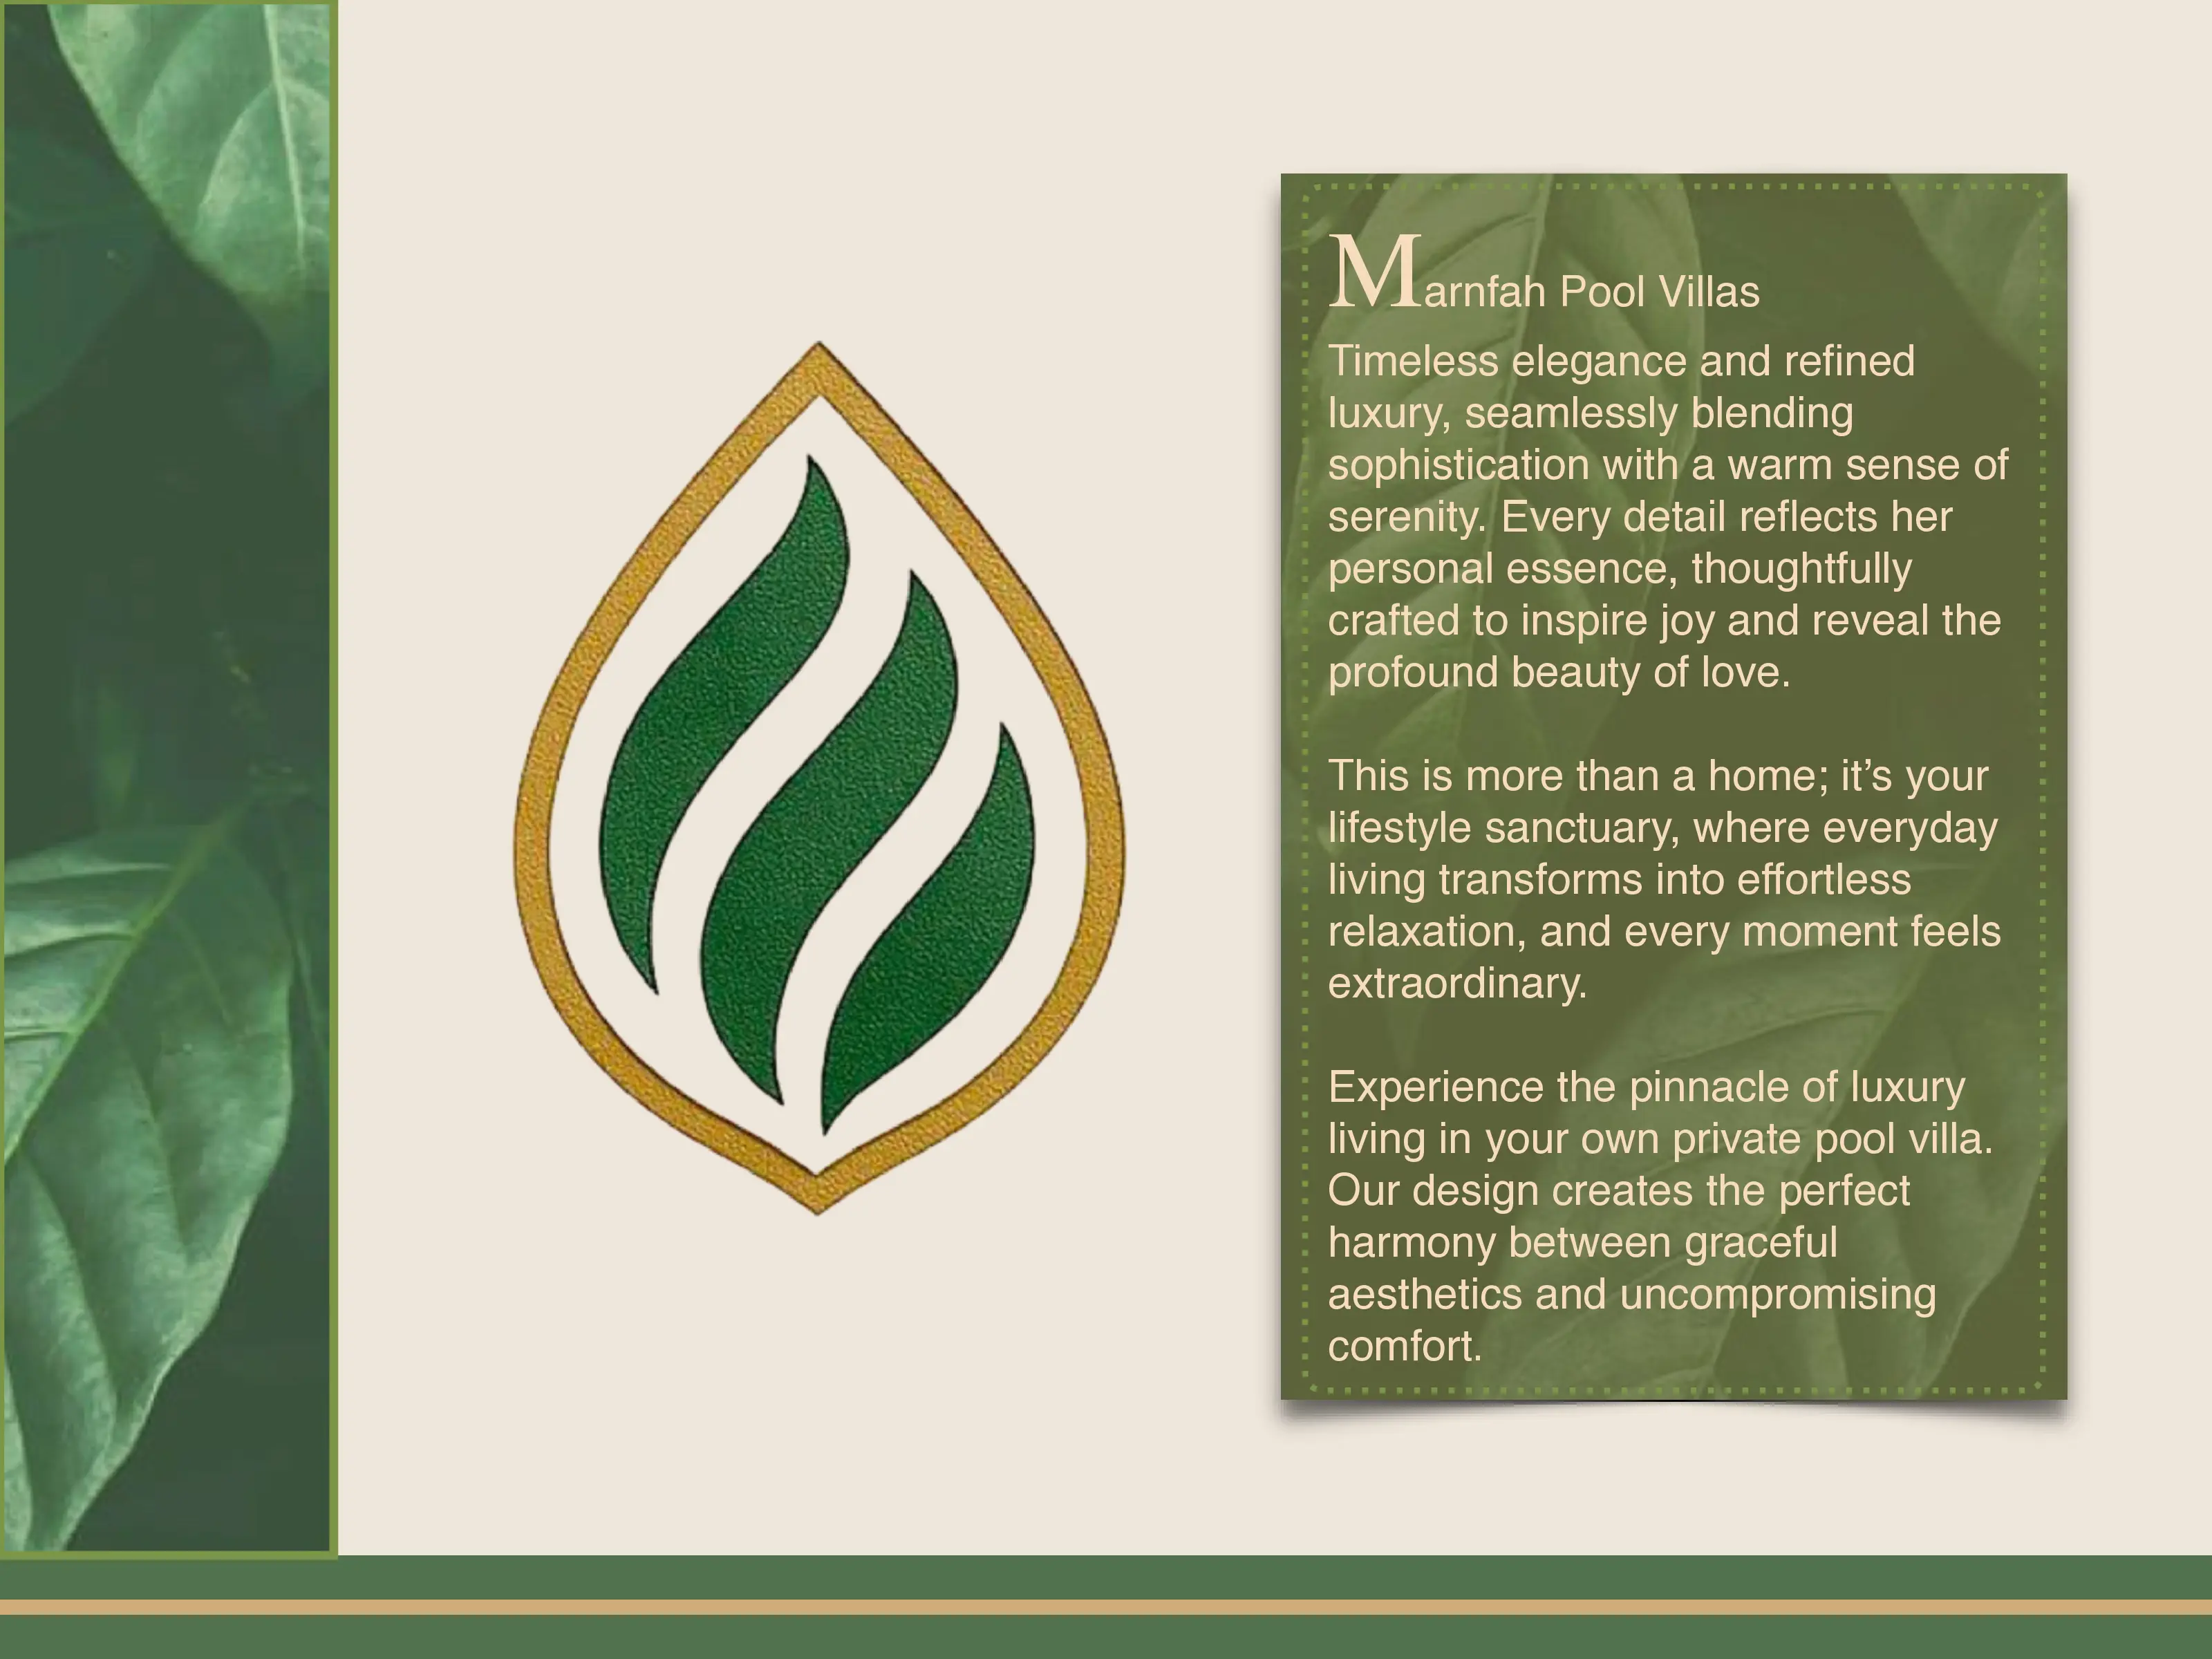 Marnfah Pool Villas
Timeless elegance and refined
luxury, seamlessly blending
sophistication with a warm sense of
serenity. Every detail reflects her
personal essence, thoughtfully
crafted to inspire joy and reveal the
profound beauty of love.
This is more than a home; it’s your
lifestyle sanctuary, where everyday
living transforms into effortless
relaxation, and every moment feels
extraordinary.
Experience the pinnacle of luxury
living in your own private pool villa.
Our design creates the perfect
harmony between graceful
aesthetics and uncompromising
comfort.